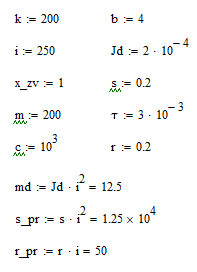 k := 200 b := 4
i := 250 Jd := 2 · 10^-4
x_zv := 1 s := 0.2
m := 200 τ := 3 · 10^-3
c := 10^3 r := 0.2
md := Jd · i^2 = 12.5
s_pr := s · i^2 = 1.25 × 10^4
r_pr := r · i = 50